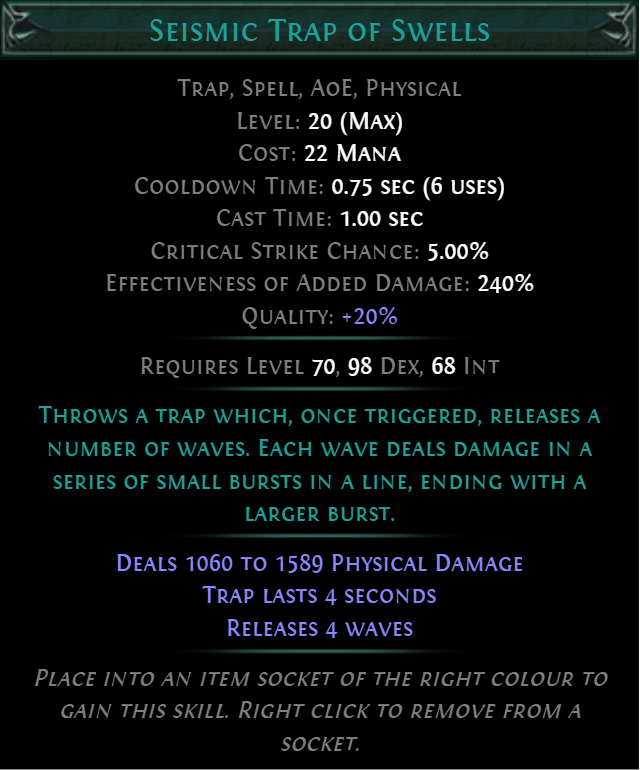 Seismic Trap of Swells
Trap, Spell, AoE, Physical
Level: 20 (Max)
Cost: 22 Mana
Cooldown Time: 0.75 sec (6 uses)
Cast Time: 1.00 sec
Critical Strike Chance: 5.00%
Effectiveness of Added Damage: 240%
Quality: +20%
Requires Level 70, 98 Dex, 68 Int
Throws a trap which, once triggered, releases a
number of waves. Each wave deals damage in a
series of small bursts in a line, ending with a
larger burst.
Deals 1060 to 1589 Physical Damage
Trap lasts 4 seconds
Releases 4 waves
Place into an item socket of the right colour to
gain this skill. Right click to remove from a
socket.